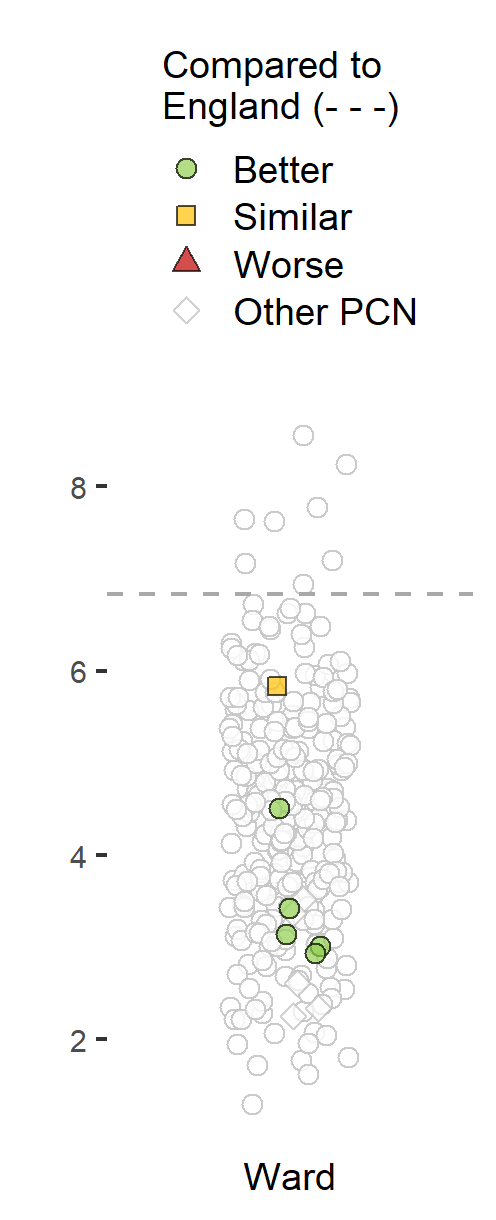 Compared to
England (- - -)
Better
Similar
Worse
Other PCN
8
6
4
2
Ward